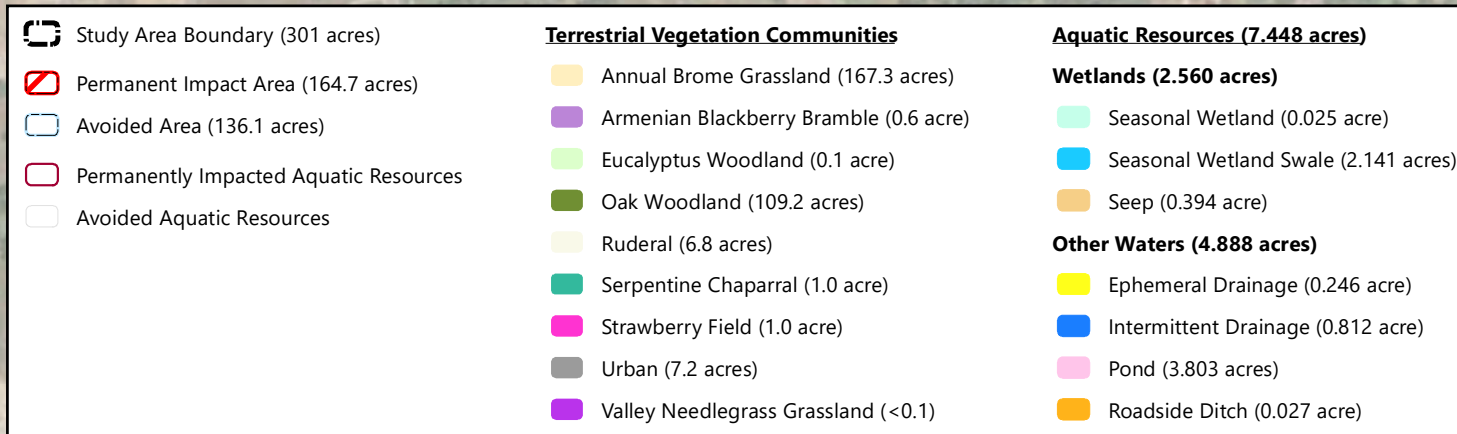 Study Area Boundary (301 acres)
Permanent Impact Area (164.7 acres)
Avoided Area (136.1 acres)
Permanently Impacted Aquatic Resources
Avoided Aquatic Resources
Terrestrial Vegetation Communities
Annual Brome Grassland (167.3 acres)
Armenian Blackberry Bramble (0.6 acre)
Eucalyptus Woodland (0.1 acre)
Oak Woodland (109.2 acres)
Ruderal (6.8 acres)
Serpentine Chaparral (1.0 acre)
Strawberry Field (1.0 acre)
Urban (7.2 acres)
Valley Needlegrass Grassland (<0.1)
Aquatic Resources (7.448 acres)
Wetlands (2.560 acres)
Seasonal Wetland (0.025 acre)
Seasonal Wetland Swale (2.141 acres)
Seep (0.394 acre)
Other Waters (4.888 acres)
Ephemeral Drainage (0.246 acre)
Intermittent Drainage (0.812 acre)
Pond (3.803 acres)
Roadside Ditch (0.027 acre)